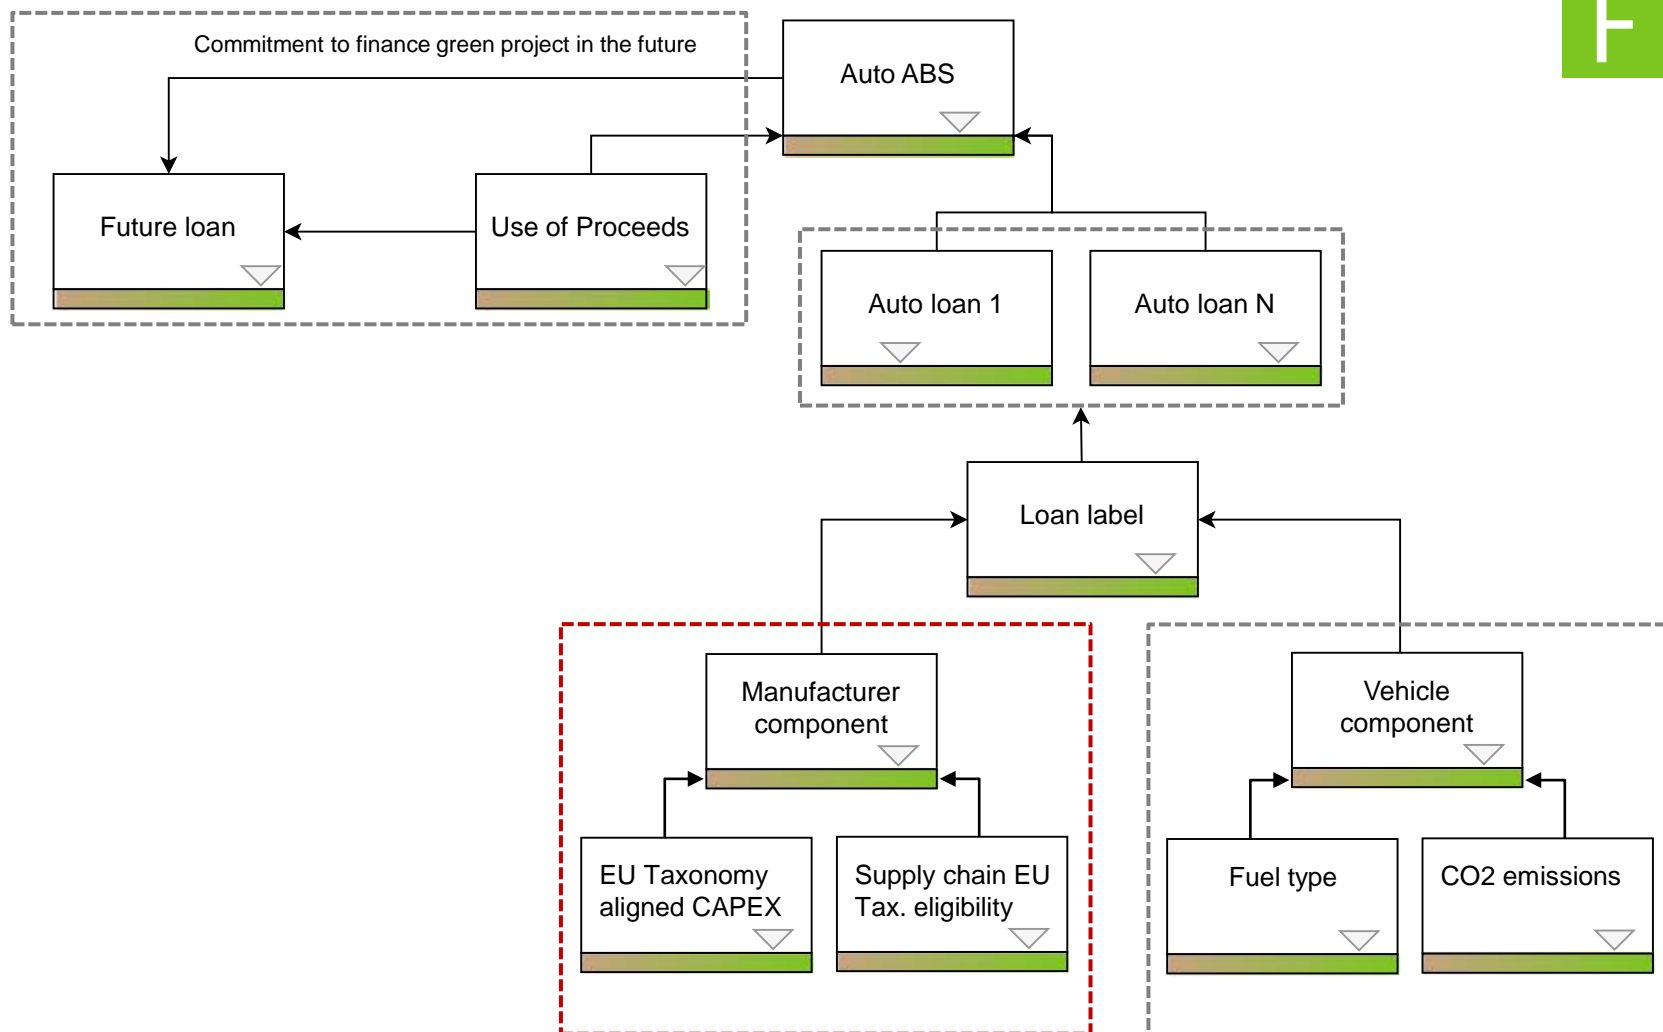 Commitment to finance green project in the future
Auto ABS
Future loan
Use of Proceeds
Auto loan 1
Auto loan N
Loan label
Manufacturer
component
Vehicle
component
EU Taxonomy
aligned CAPEX
Supply chain EU
Tax. eligibility
Fuel type
CO2 emissions